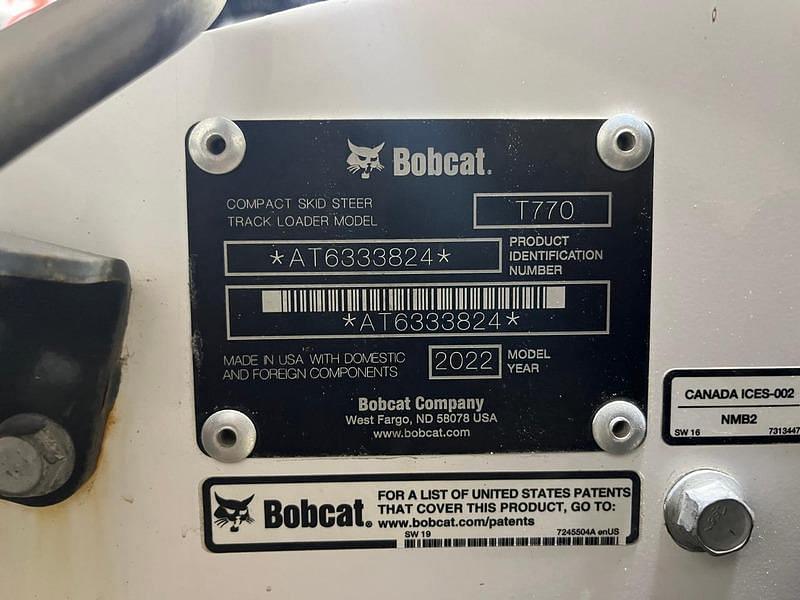 Bobcat.
COMPACT SKID STEER
TRACK LOADER MODEL
T770
*AT6333824*
PRODUCT
IDENTIFICATION
NUMBER
*AT6333824*
MADE IN USA WITH DOMESTIC
AND FOREIGN COMPONENTS
2022
MODEL
YEAR
Bobcat Company
West Fargo, ND 58078 USA
www.bobcat.com
CANADA ICES-002
NMB2
SW 16 7313447
Bobcat.
FOR A LIST OF UNITED STATES PATENTS
THAT COVER THIS PRODUCT, GO TO:
www.bobcat.com/patents
SW 19 7245504A enUS